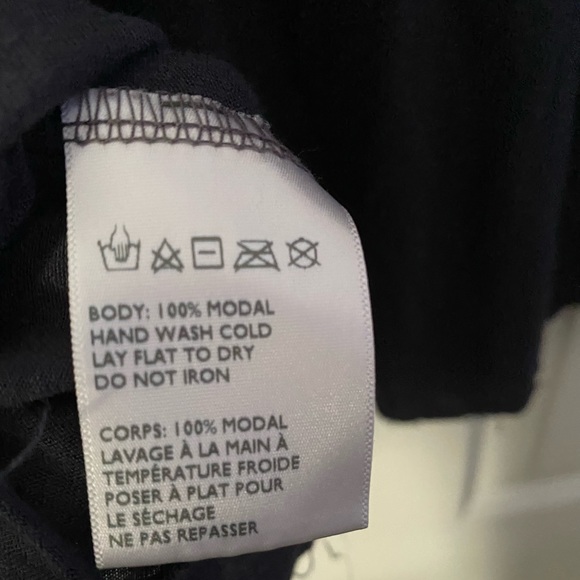 BODY: 100% MODAL
HAND WASH COLD
LAY FLAT TO DRY
DO NOT IRON
CORPS: 100% MODAL
LAVAGE À LA MAIN À
TEMPÉRATURE FROIDE
POSER À PLAT POUR
LE SÉCHAGE
NE PAS REPASSER